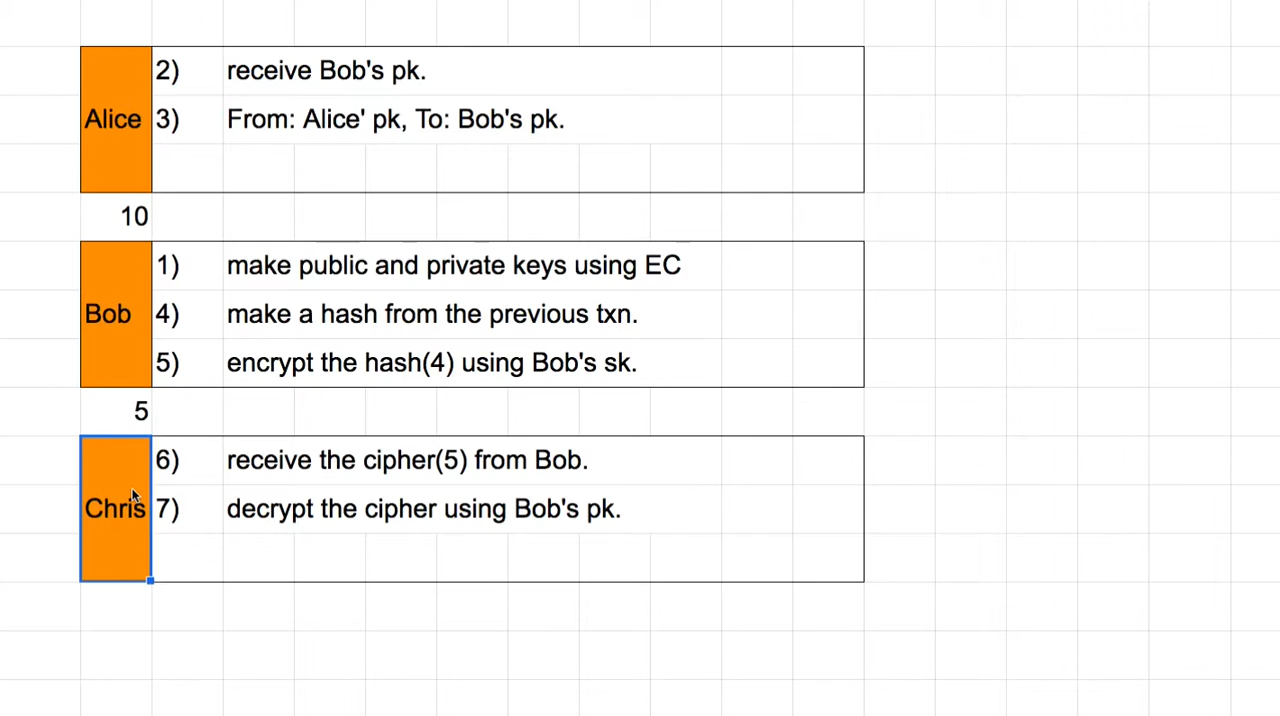 2) receive Bob's pk.
Alice 3) From: Alice' pk, To: Bob's pk.
10
1) make public and private keys using EC
Bob 4) make a hash from the previous txn.
5) encrypt the hash(4) using Bob's sk.
5
6) receive the cipher(5) from Bob.
Chris 7) decrypt the cipher using Bob's pk.